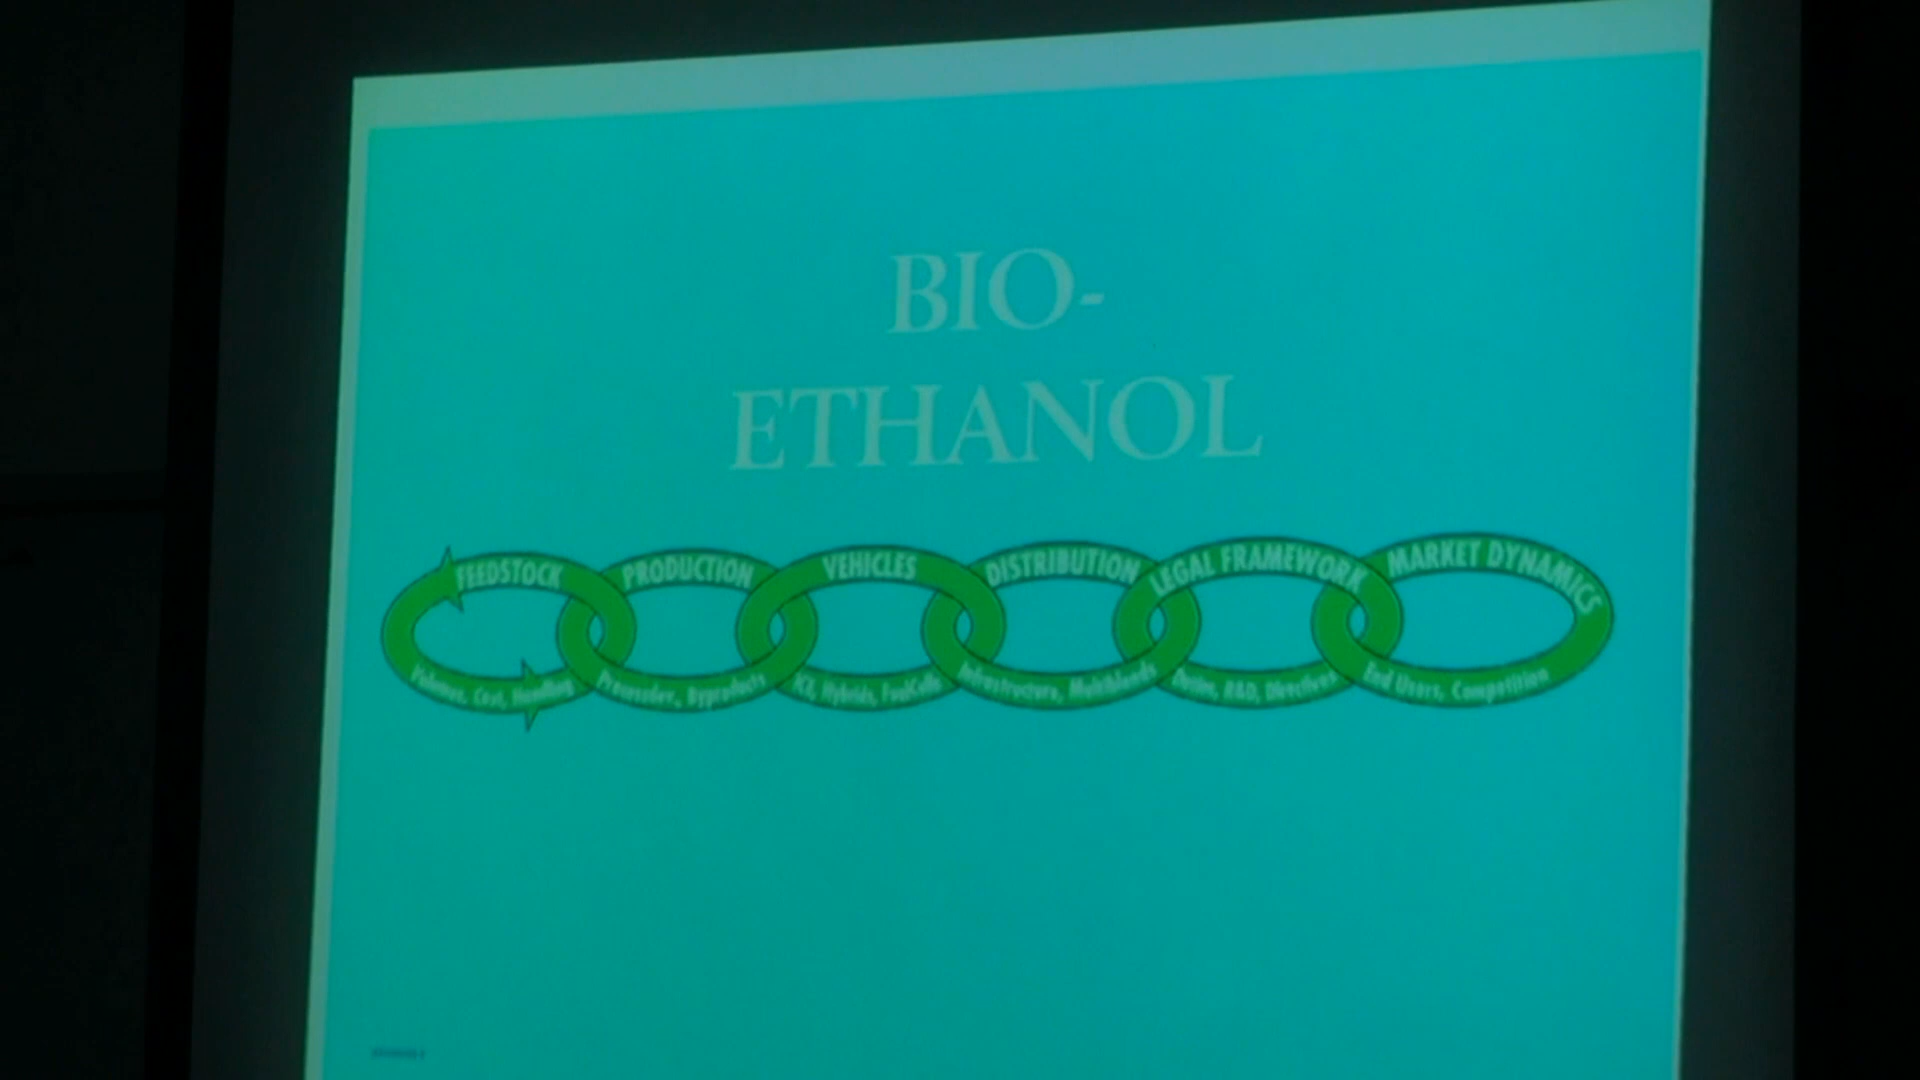 BIO-
ETHANOL
FEEDSTOCK
PRODUCTION
VEHICLES
DISTRIBUTION
LEGAL FRAMEWORK
MARKET DYNAMICS
Volumes, Cost, Handling
Byproducts
Hybrids, FuelCells
Infrastructure, Multiblends
R&D, Directives
End Users, Competition